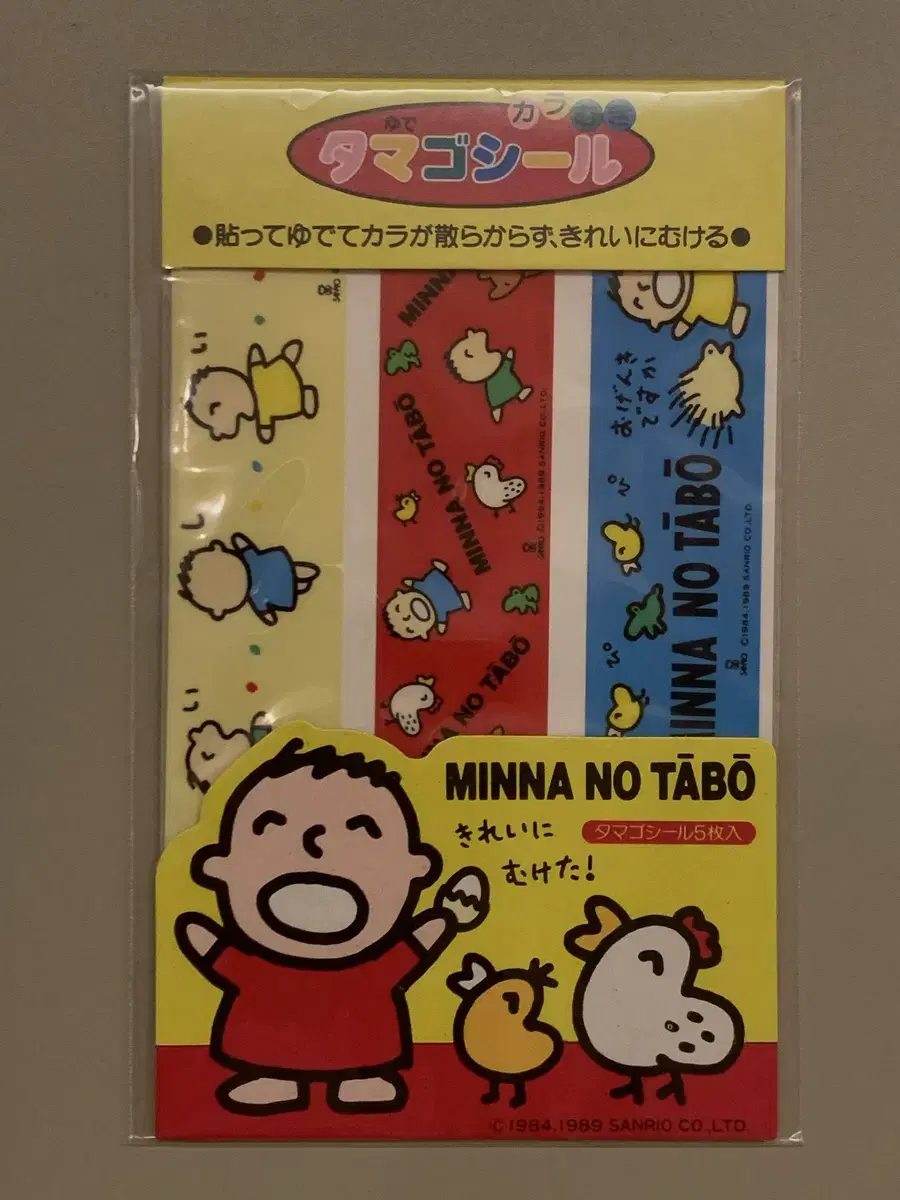 カラむき
ゆで
タマゴシール
●貼ってゆでてカラが散らからず、きれいにむける●
SANRIO
MINNA
MINNA NO TĀBŌ
©1984,1989 SANRIO CO.,LTD.
MINNA NO TĀBŌ
おげんき
ですか
MINNA NO TĀBŌ
©1984,1989 SANRIO CO.,LTD.
MINNA NO TĀBŌ
きれいに
むけた!
タマゴシール5枚入
©1984,1989 SANRIO CO.,LTD.